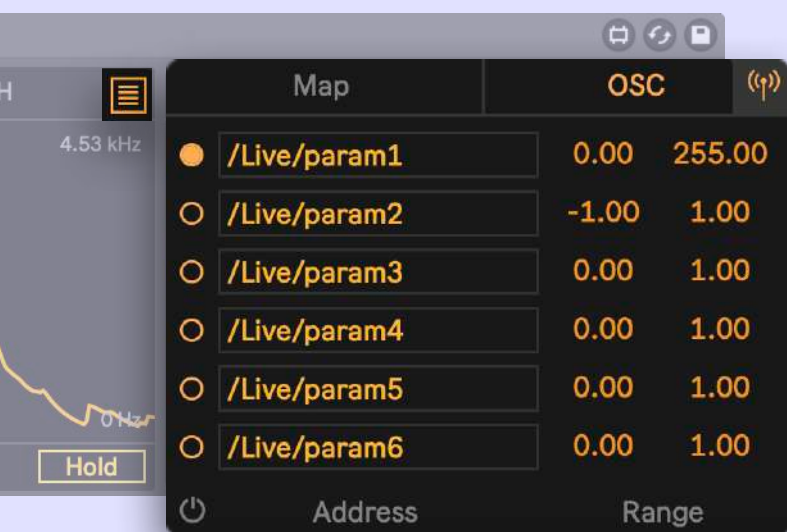 H
Map OSC
4.53 kHz
/Live/param1 0.00 255.00
/Live/param2 -1.00 1.00
/Live/param3 0.00 1.00
/Live/param4 0.00 1.00
/Live/param5 0.00 1.00
0 Hz
/Live/param6 0.00 1.00
Hold
Address Range